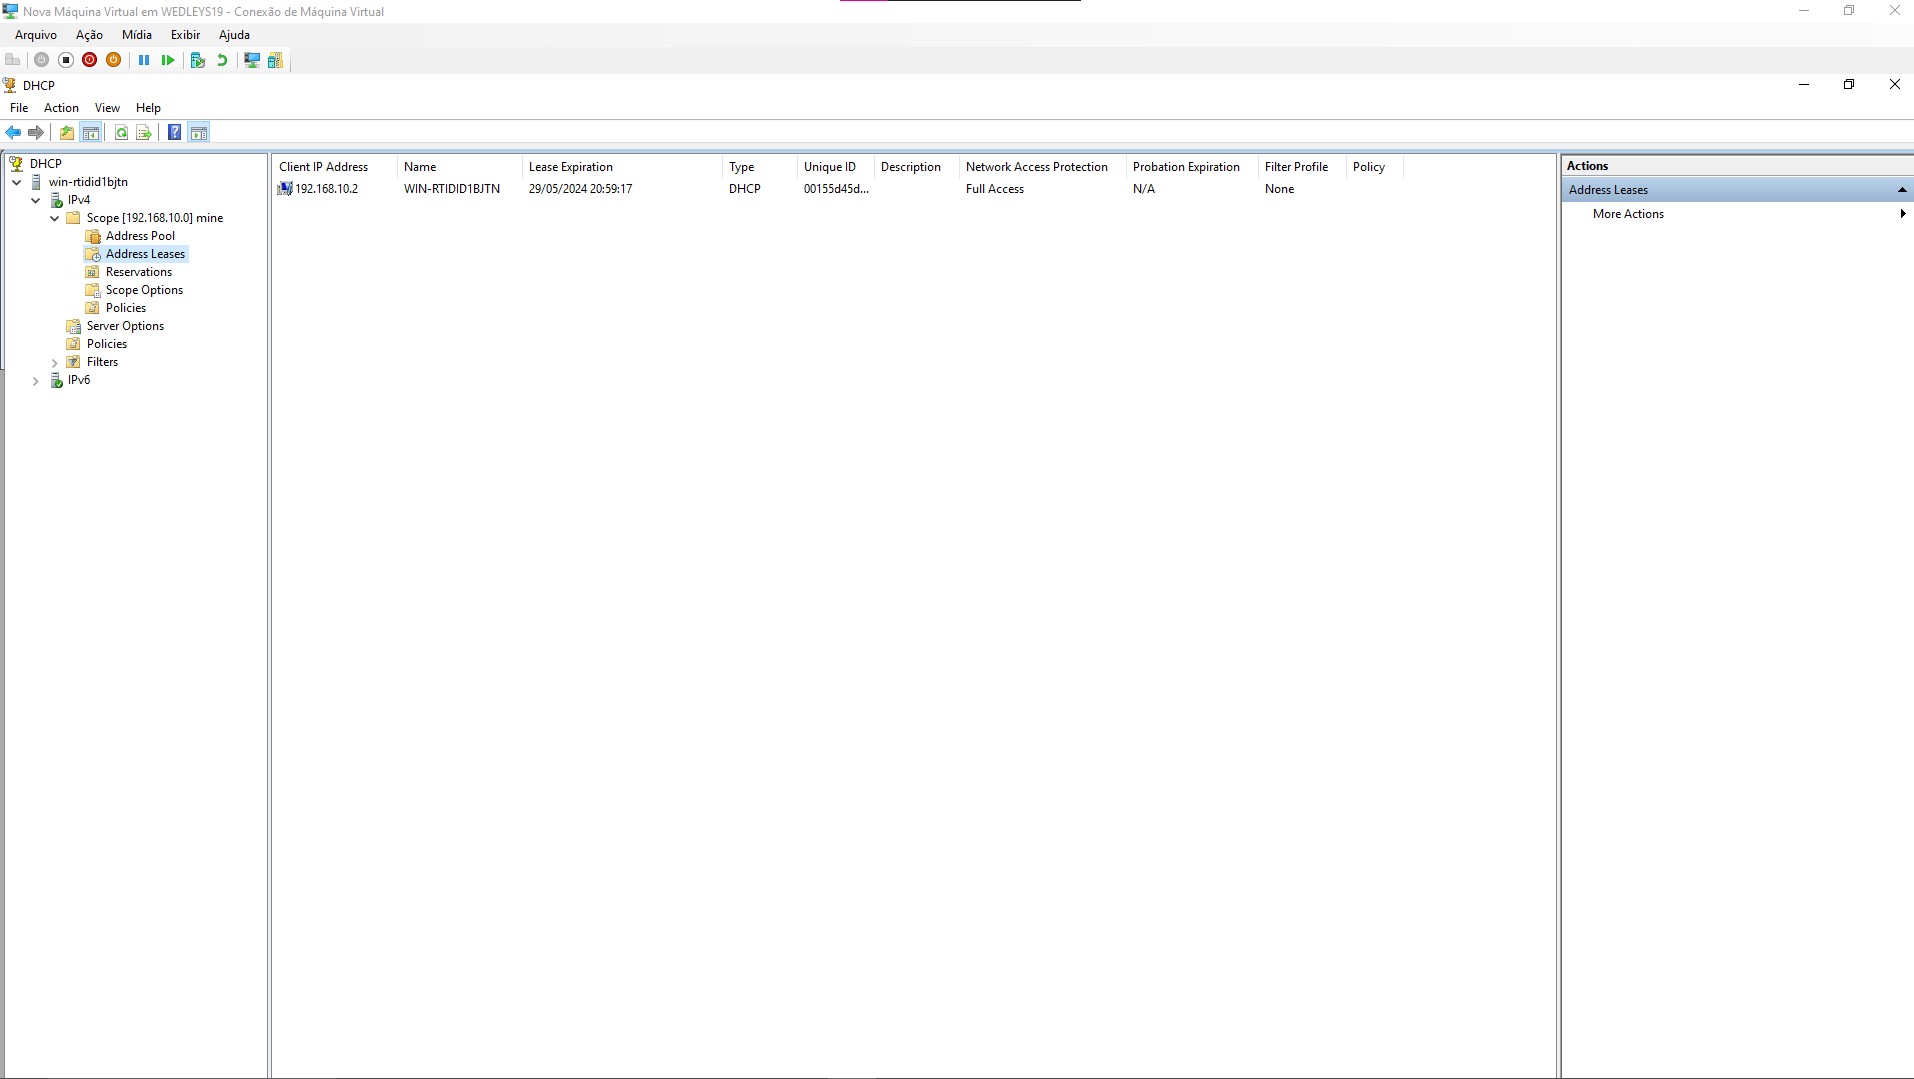 Nova Máquina Virtual em WEDLEYS19 - Conexão de Máquina Virtual
Arquivo Ação Mídia Exibir Ajuda
DHCP
File Action View Help
DHCP
win-rtidid1bjtn
IPv4
Scope [192.168.10.0] mine
Address Pool
Address Leases
Reservations
Scope Options
Policies
Server Options
Policies
Filters
IPv6
Client IP Address Name Lease Expiration Type Unique ID Description Network Access Protection Probation Expiration Filter Profile Policy
192.168.10.2 WIN-RTIDID1BJTN 29/05/2024 20:59:17 DHCP 00155d45d... Full Access N/A None
Actions
Address Leases
More Actions